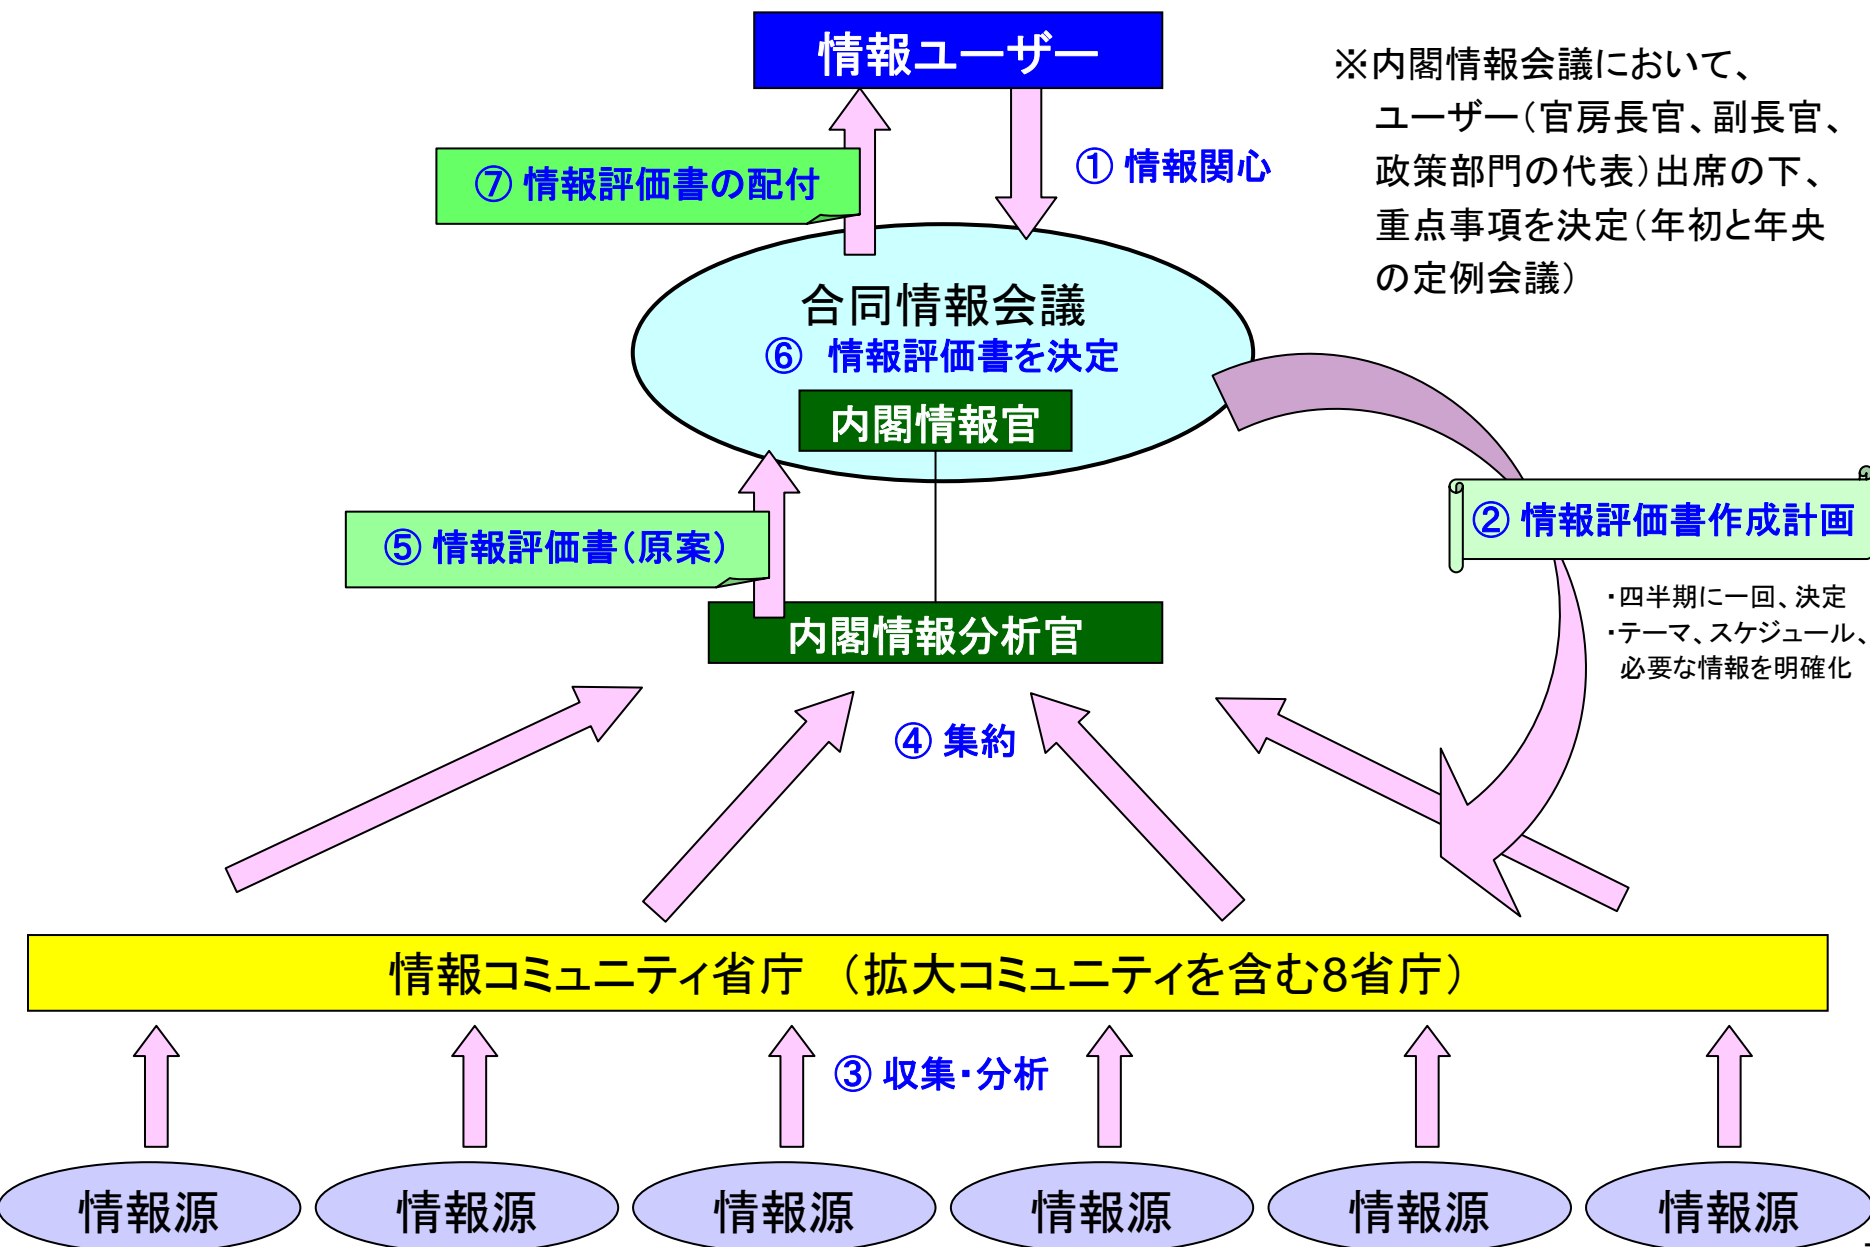 情報ユーザー
※内閣情報会議において、
ユーザー（官房長官、副長官、
政策部門の代表）出席の下、
重点事項を決定（年初と年央
の定例会議）
⑦ 情報評価書の配付
① 情報関心
合同情報会議
⑥ 情報評価書を決定
内閣情報官
② 情報評価書作成計画
・四半期に一回、決定
・テーマ、スケジュール、
必要な情報を明確化
⑤ 情報評価書（原案）
内閣情報分析官
④ 集約
情報コミュニティ省庁 （拡大コミュニティを含む8省庁）
③ 収集・分析
情報源
情報源
情報源
情報源
情報源
情報源